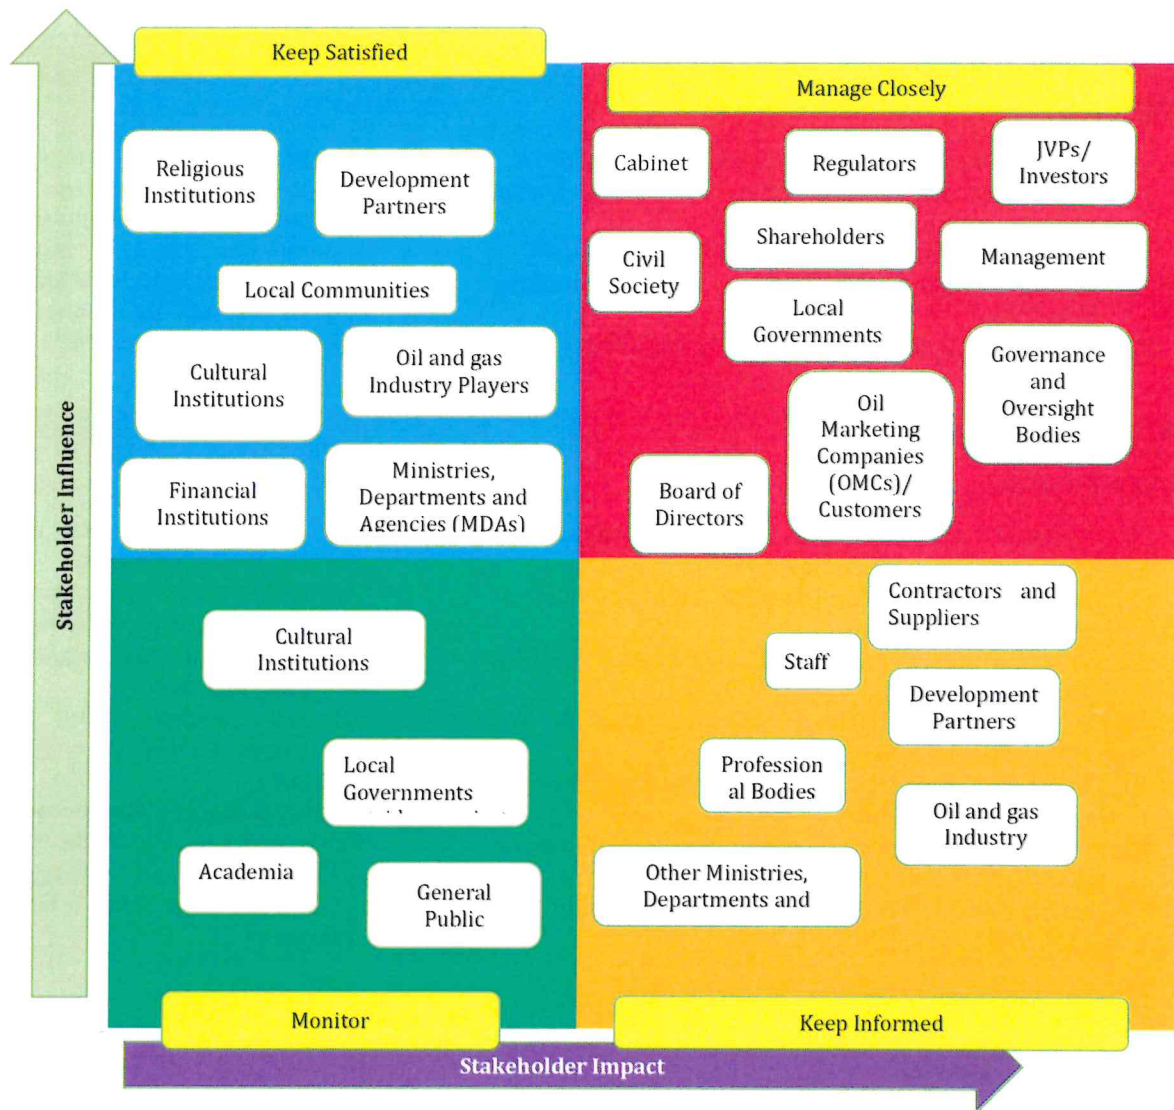 Keep Satisfied
Manage Closely
Religious
Institutions
Development
Partners
Local Communities
Cultural
Institutions
Oil and gas
Industry Players
Financial
Institutions
Ministries,
Departments and
Agencies (MDAs)
Cabinet
Regulators
JVPs/
Investors
Shareholders
Civil
Society
Management
Local
Governments
Governance
and
Oversight
Bodies
Oil
Marketing
Companies
(OMCs)/
Customers
Board of
Directors
Stakeholder Influence
Cultural
Institutions
Local
Governments
Academia
General
Public
Contractors and
Suppliers
Staff
Development
Partners
Profession
al Bodies
Oil and gas
Industry
Other Ministries,
Departments and
Monitor
Keep Informed
Stakeholder Impact